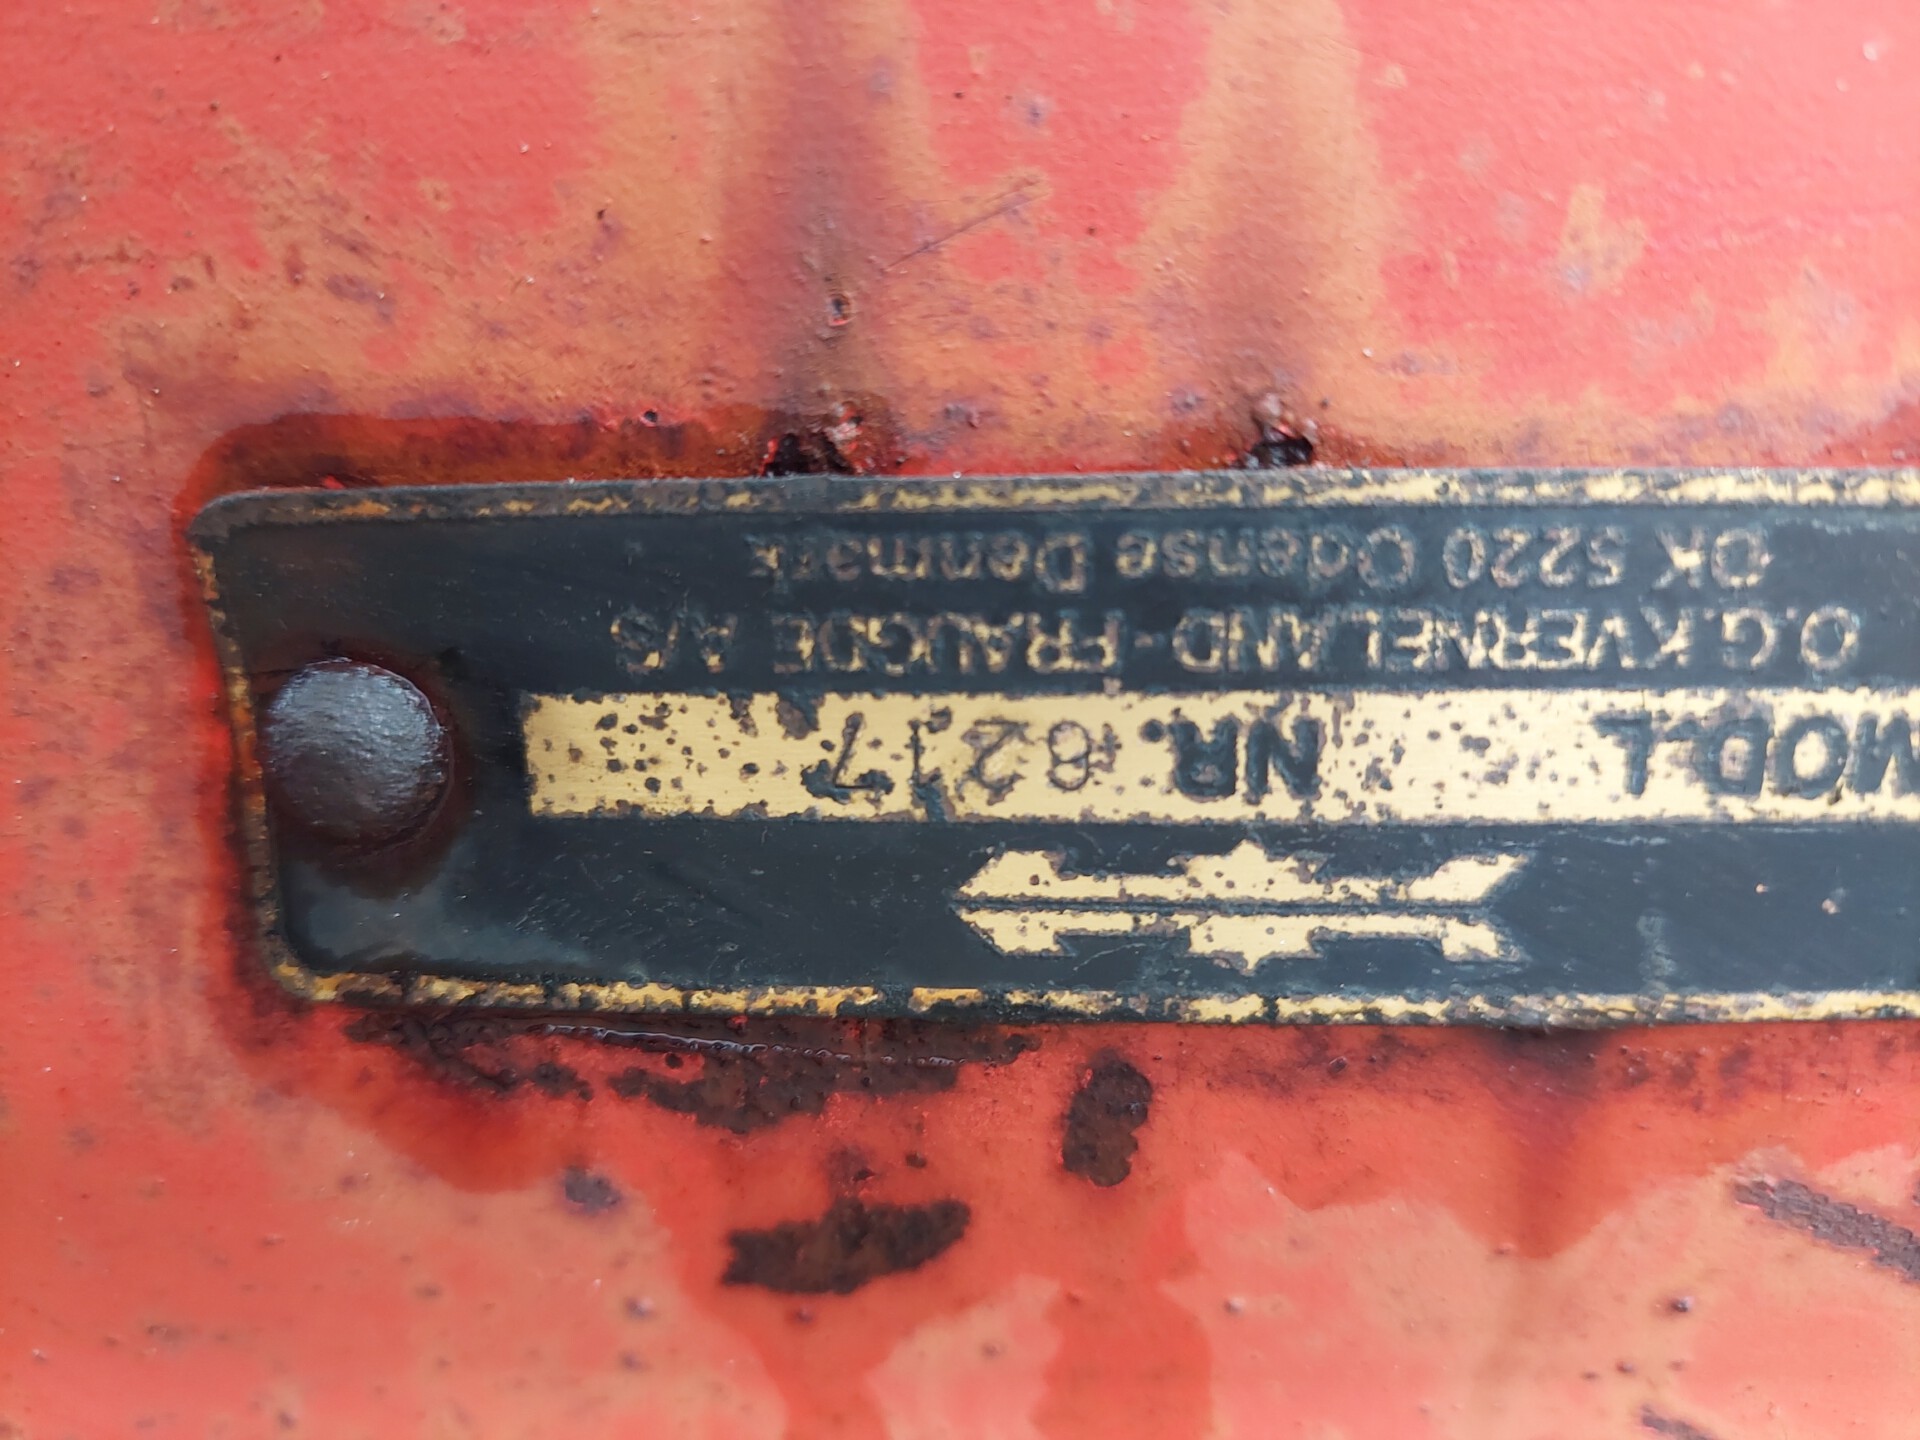 MOD.L NR. 8217
O.G.KVERNELAND-FRAUGDE A/S
DK 5220 Odense Denmark